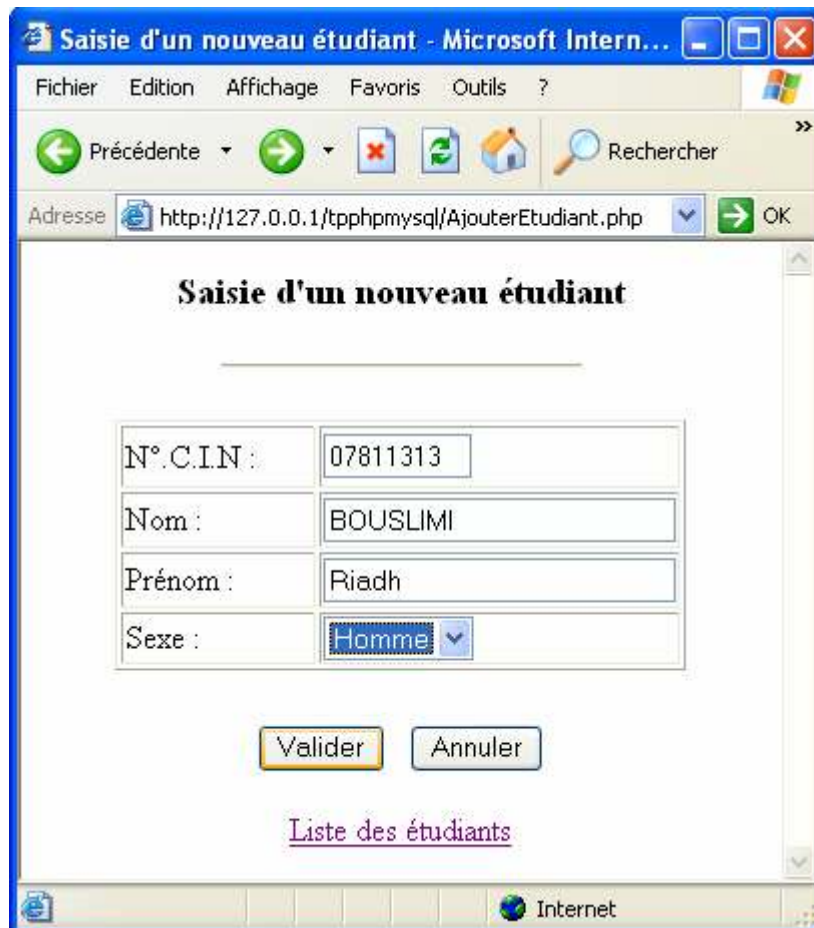 Saisie d'un nouveau étudiant - Microsoft Intern...
Fichier Edition Affichage Favoris Outils ?
Précédente Rechercher »
Adresse http://127.0.0.1/tpphpmysql/AjouterEtudiant.php OK
Saisie d'un nouveau étudiant
N°.C.I.N : 07811313
Nom : BOUSLIMI
Prénom : Riadh
Sexe : Homme
Valider Annuler
Liste des étudiants
Internet